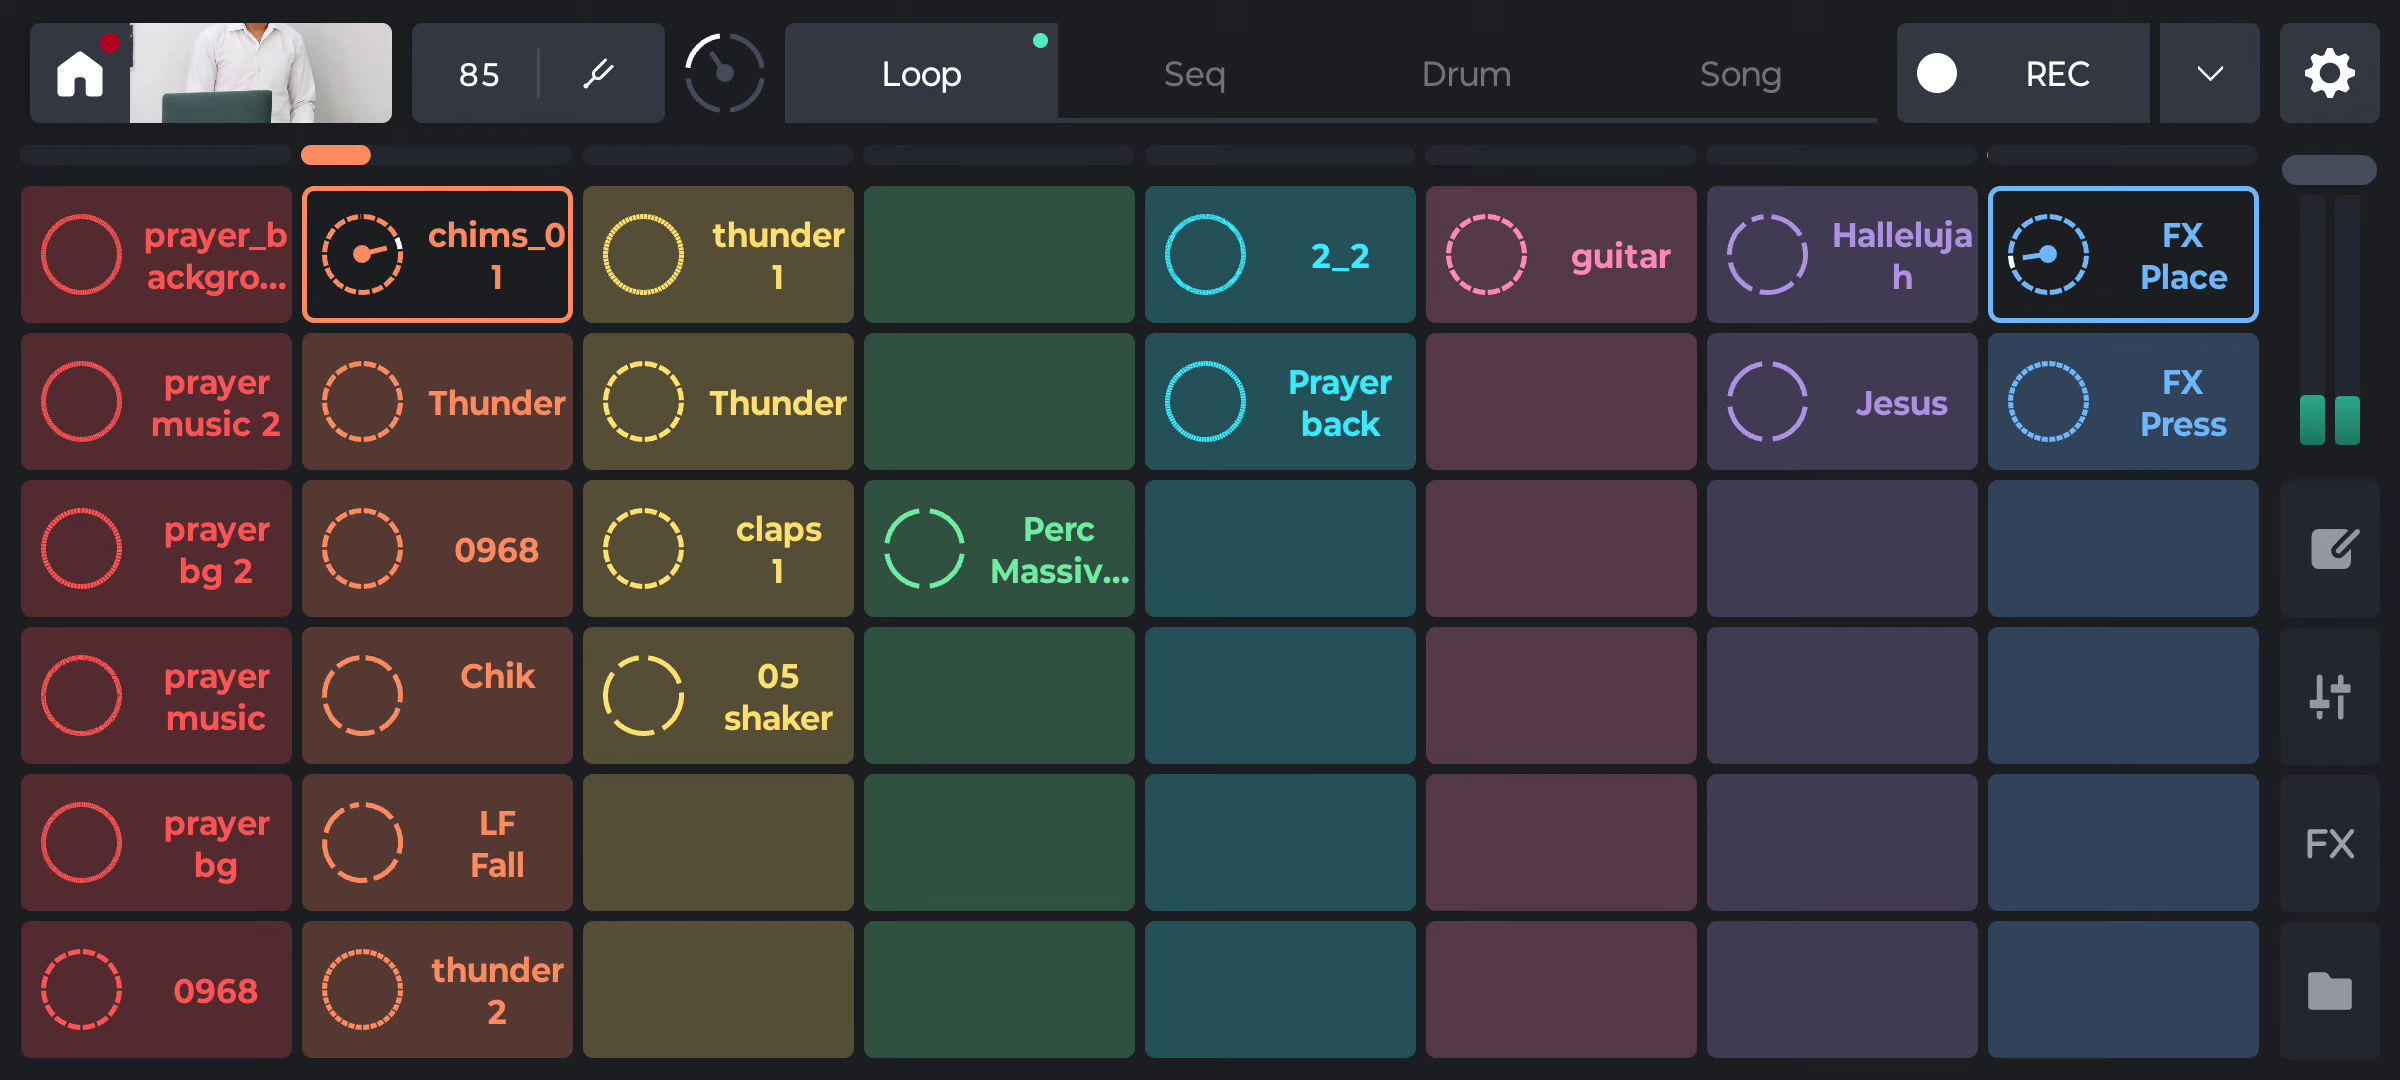 85
Loop
Seq
Drum
Song
REC
prayer_b
ackgro...
chims_0
1
thunder
1
2_2
guitar
Halleluja
h
FX
Place
prayer
music 2
Thunder
Thunder
Prayer
back
Jesus
FX
Press
prayer
bg 2
0968
claps
1
Perc
Massiv...
prayer
music
Chik
05
shaker
prayer
bg
LF
Fall
FX
0968
thunder
2